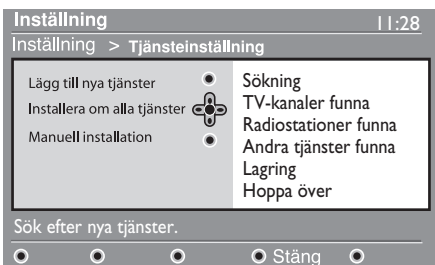 Inställning 11:28
Inställning > Tjänsteinställning
Lägg till nya tjänster
Installera om alla tjänster
Manuell installation
Sökning
TV-kanaler funna
Radiostationer funna
Andra tjänster funna
Lagring
Hoppa över
Sök efter nya tjänster.
Stäng